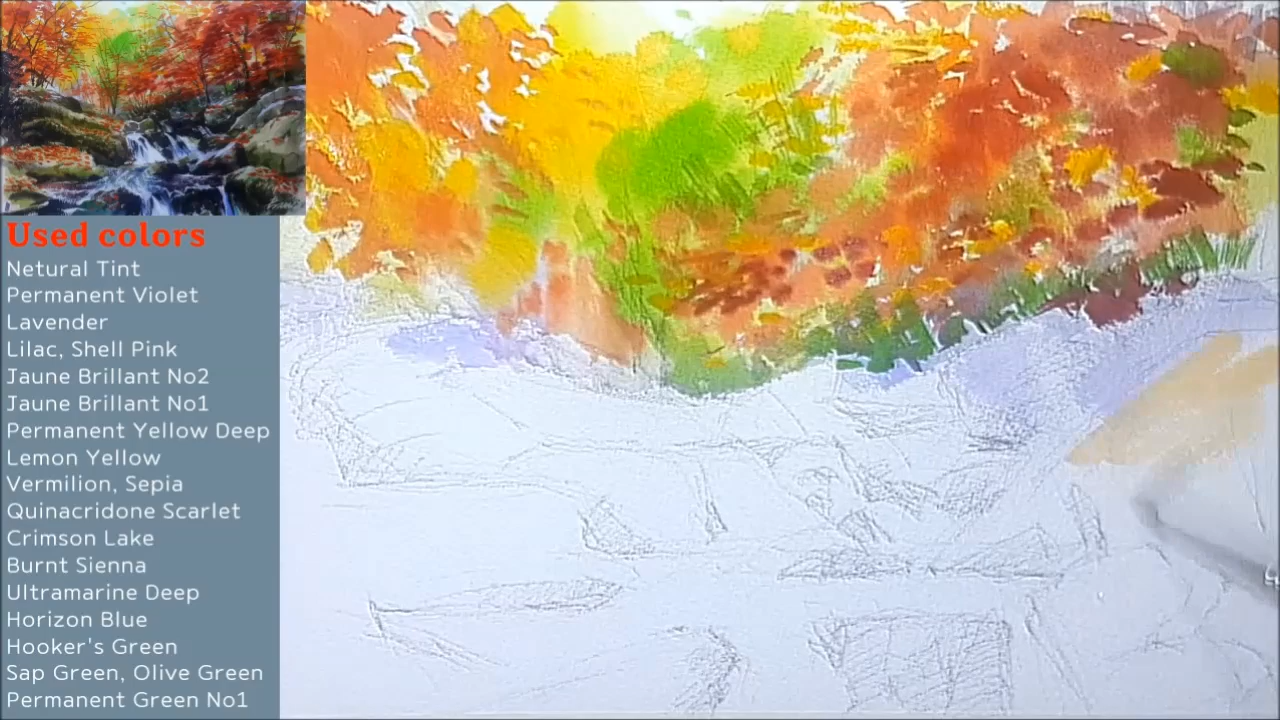 Used colors
Netural Tint
Permanent Violet
Lavender
Lilac, Shell Pink
Jaune Brillant No2
Jaune Brillant No1
Permanent Yellow Deep
Lemon Yellow
Vermilion, Sepia
Quinacridone Scarlet
Crimson Lake
Burnt Sienna
Ultramarine Deep
Horizon Blue
Hooker's Green
Sap Green, Olive Green
Permanent Green No1